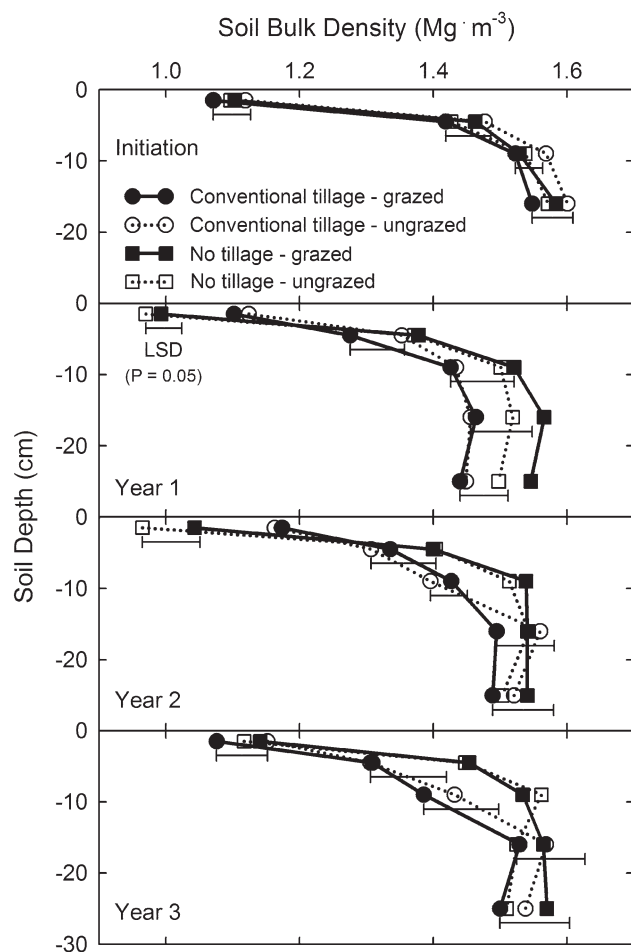 Soil Bulk Density (Mg· m-3)
1.0 1.2 1.4 1.6
0
Initiation
-10
Conventional tillage - grazed
Conventional tillage - ungrazed
-20
No tillage - grazed
No tillage - ungrazed
0
LSD
(P = 0.05)
-10
-20
Year 1
0
Soil Depth (cm)
-10
-20
Year 2
0
-10
-20
Year 3
-30